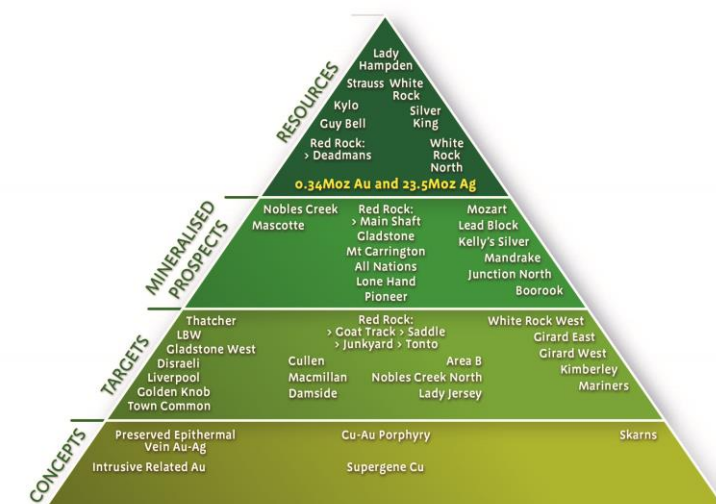 RESOURCES
Lady
Hampden
Strauss White
Rock
Kylo
Silver
King
Guy Bell
Red Rock:
> Deadmans
White
Rock
North
0.34Moz Au and 23.5Moz Ag
MINERALISED
PROSPECTS
Nobles Creek
Mascotte
Red Rock:
> Main Shaft
Gladstone
Mt Carrington
All Nations
Lone Hand
Pioneer
Mozart
Lead Block
Kelly's Silver
Mandrake
Junction North
Boorook
TARGETS
Thatcher
LBW
Gladstone West
Disraeli
Liverpool
Golden Knob
Town Common
Red Rock:
> Goat Track > Saddle
> Junkyard > Tonto
Cullen
Macmillan
Damside
Area B
Nobles Creek North
Lady Jersey
White Rock West
Girard East
Girard West
Kimberley
Mariners
CONCEPTS
Preserved Epithermal
Vein Au-Ag
Intrusive Related Au
Cu-Au Porphyry
Supergene Cu
Skarns